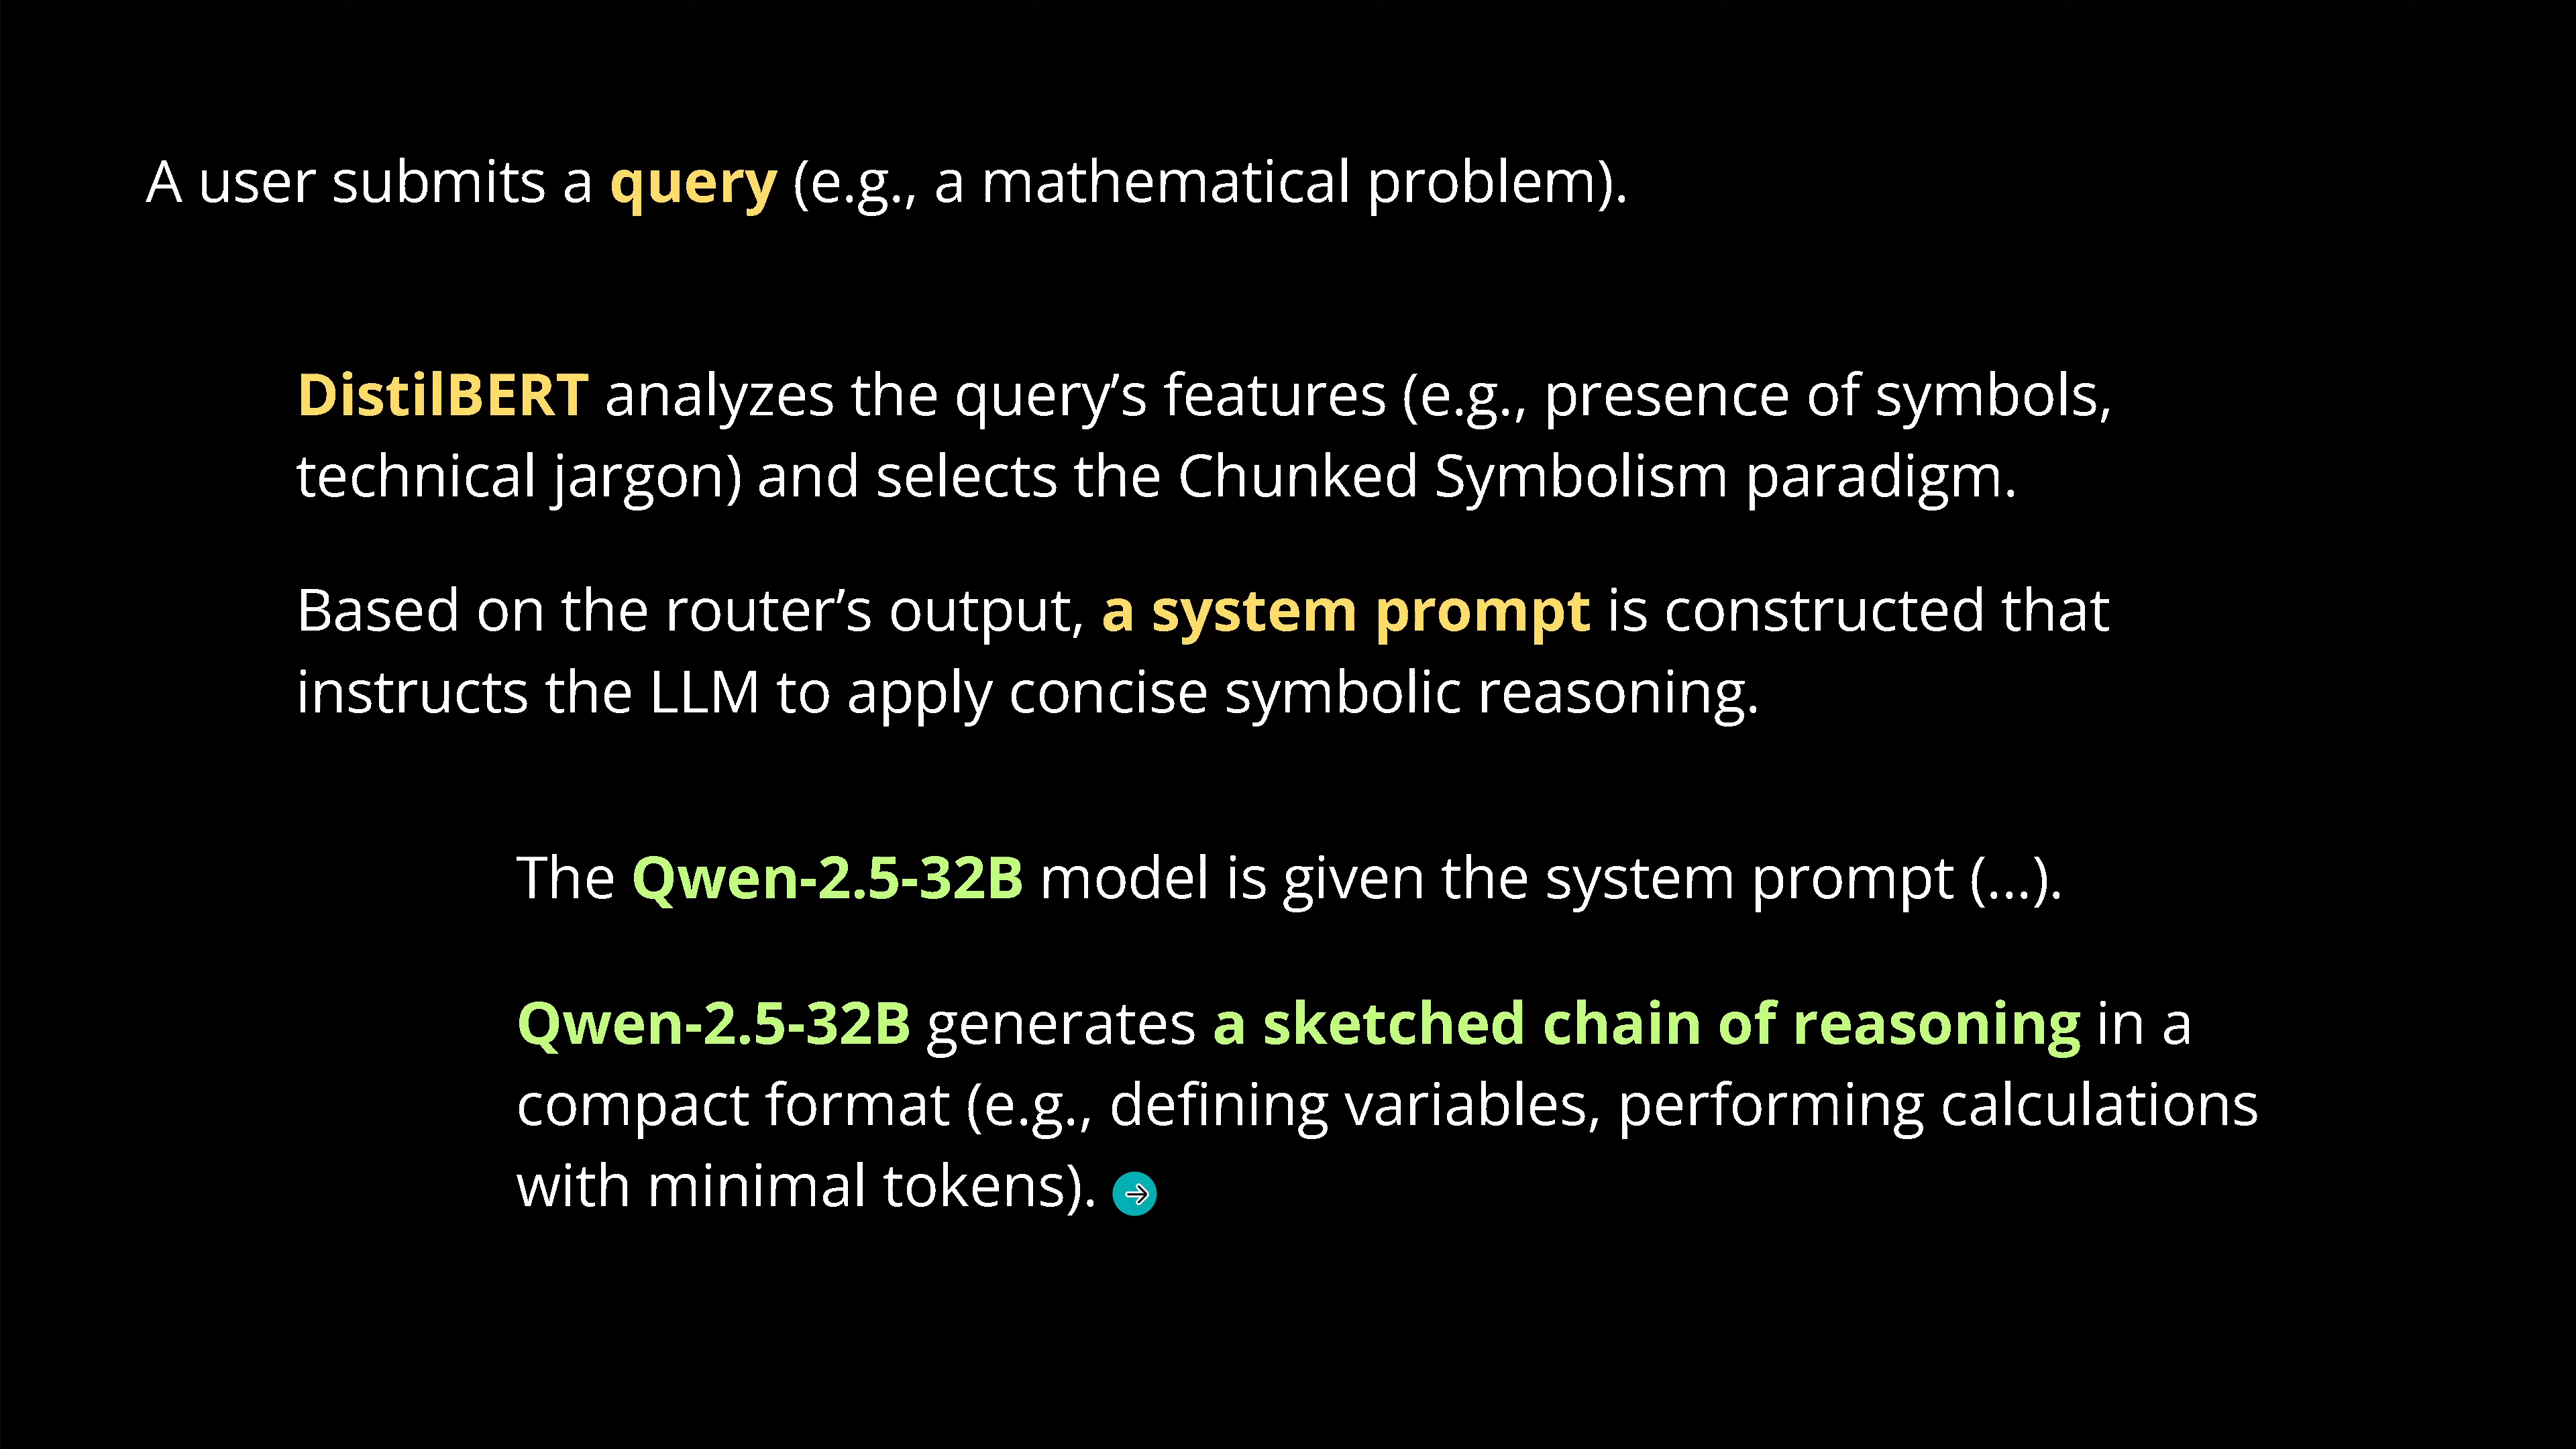 A user submits a query (e.g., a mathematical problem).
DistilBERT analyzes the query’s features (e.g., presence of symbols,
technical jargon) and selects the Chunked Symbolism paradigm.
Based on the router’s output, a system prompt is constructed that
instructs the LLM to apply concise symbolic reasoning.
The Qwen-2.5-32B model is given the system prompt (...).
Qwen-2.5-32B generates a sketched chain of reasoning in a
compact format (e.g., defining variables, performing calculations
with minimal tokens).